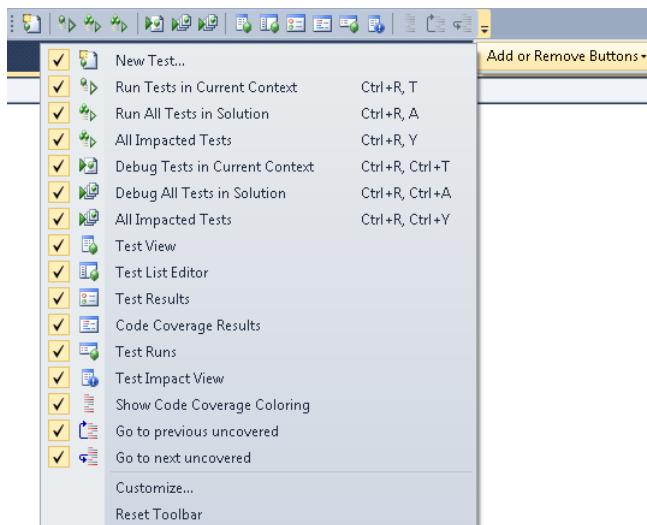 Add or Remove Buttons
New Test...
Run Tests in Current Context Ctrl+R, T
Run All Tests in Solution Ctrl+R, A
All Impacted Tests Ctrl+R, Y
Debug Tests in Current Context Ctrl+R, Ctrl+T
Debug All Tests in Solution Ctrl+R, Ctrl+A
All Impacted Tests Ctrl+R, Ctrl+Y
Test View
Test List Editor
Test Results
Code Coverage Results
Test Runs
Test Impact View
Show Code Coverage Coloring
Go to previous uncovered
Go to next uncovered
Customize...
Reset Toolbar